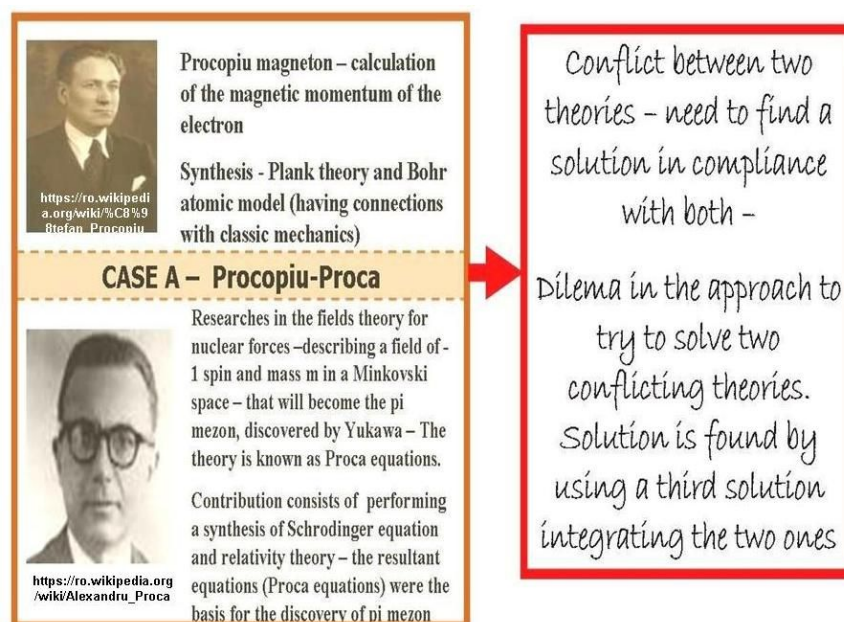 Procopiu magneton – calculation
of the magnetic momentum of the
electron
Synthesis - Plank theory and Bohr
atomic model (having connections
with classic mechanics)
https://ro.wikipedi
a.org/wiki/%C8%9
8tefan_Procopiu
CASE A – Procopiu-Proca
Researches in the fields theory for
nuclear forces –describing a field of -
1 spin and mass m in a Minkovski
space – that will become the pi
mezon, discovered by Yukawa – The
theory is known as Proca equations.
Contribution consists of performing
a synthesis of Schrodinger equation
and relativity theory – the resultant
equations (Proca equations) were the
basis for the discovery of pi mezon
https://ro.wikipedia.org
/wiki/Alexandru_Proca
Conflict between two
theories – need to find a
solution in compliance
with both –
Dilema in the approach to
try to solve two
conflicting theories.
Solution is found by
using a third solution
integrating the two ones